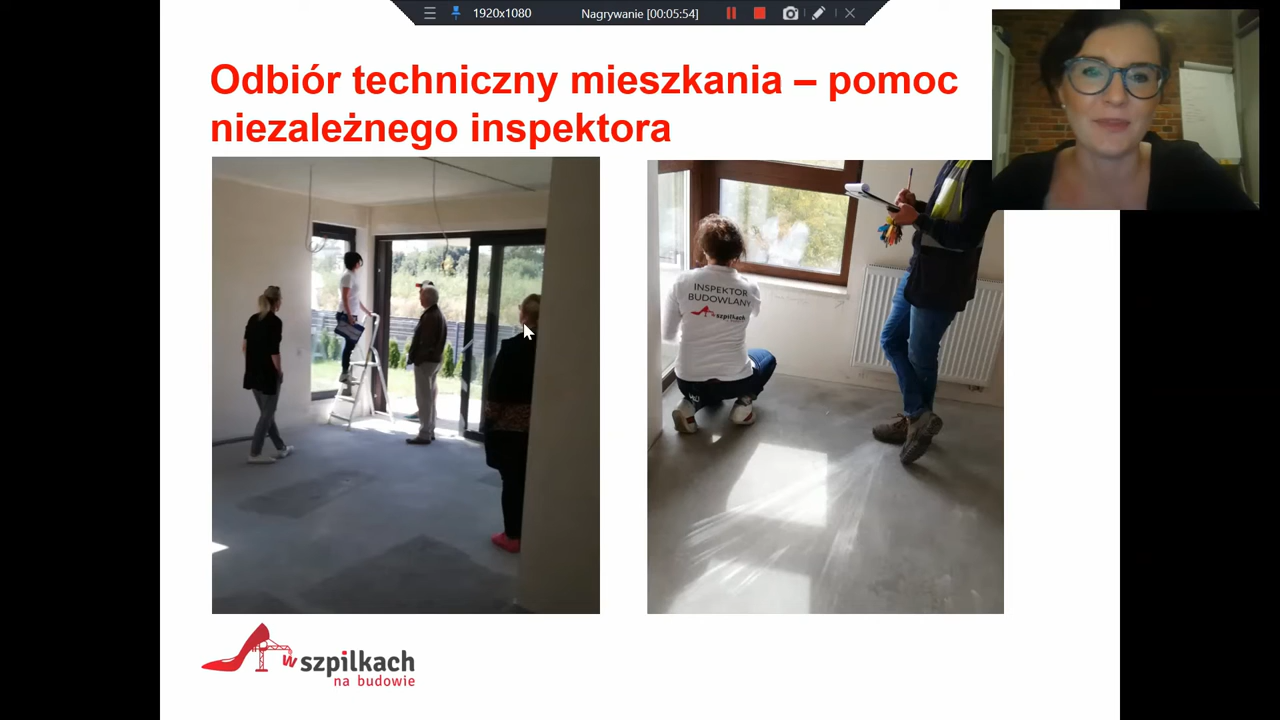 1920x1080 Nagrywanie [00:05:54]
Odbiór techniczny mieszkania – pomoc
niezależnego inspektora
INSPEKTOR
BUDOWLANY
w szpilkach
w szpilkach
na budowie